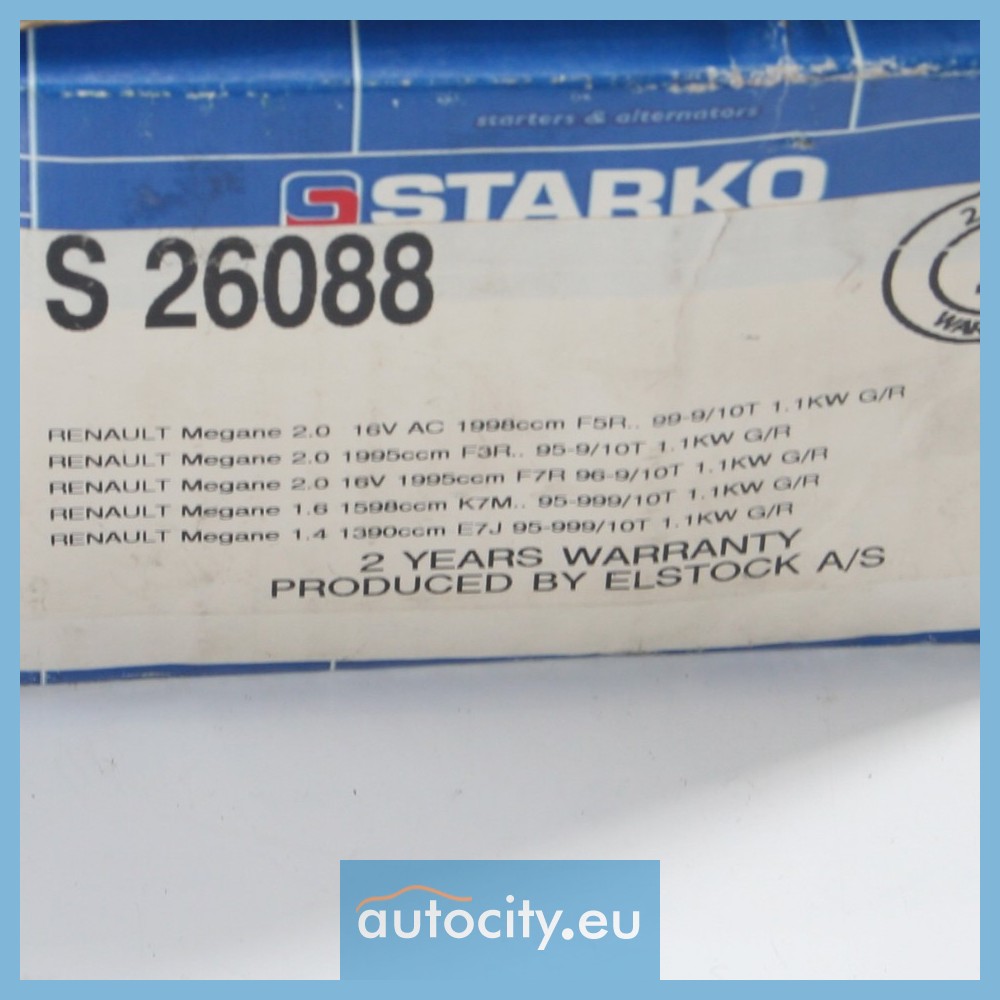 starters & alternators
STARKO
S 26088
RENAULT Megane 2.0 16V AC 1998ccm F5R.. 99-9/10T 1.1KW G/R
RENAULT Megane 2.0 1995ccm F3R.. 95-9/10T 1.1KW G/R
RENAULT Megane 2.0 16V 1995ccm F7R 96-9/10T 1.1KW G/R
RENAULT Megane 1.6 1598ccm K7M.. 95-999/10T 1.1KW G/R
RENAULT Megane 1.4 1390ccm E7J 95-999/10T 1.1KW G/R
2 YEARS WARRANTY
PRODUCED BY ELSTOCK A/S
autocity.eu